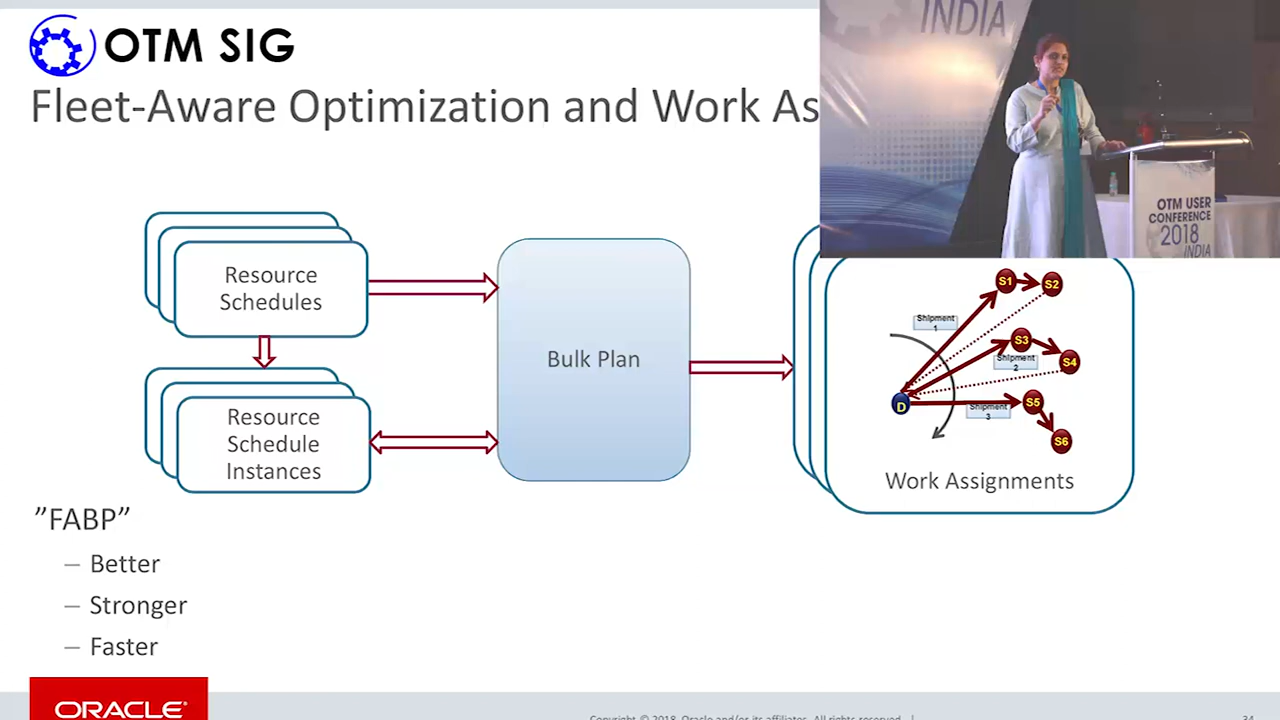 OTM SIG
Fleet-Aware Optimization and Work As
INDIA
OTM USER
CONFERENCE
2018
INDIA
Resource
Schedules
Resource
Schedule
Instances
Bulk Plan
Shipment
1
Shipment
2
Shipment
3
S1
S2
S3
S4
D
S5
S6
Work Assignments
”FABP”
– Better
– Stronger
– Faster
ORACLE®
Copyright © 2018, Oracle and/or its affiliates. All rights reserved. |
34